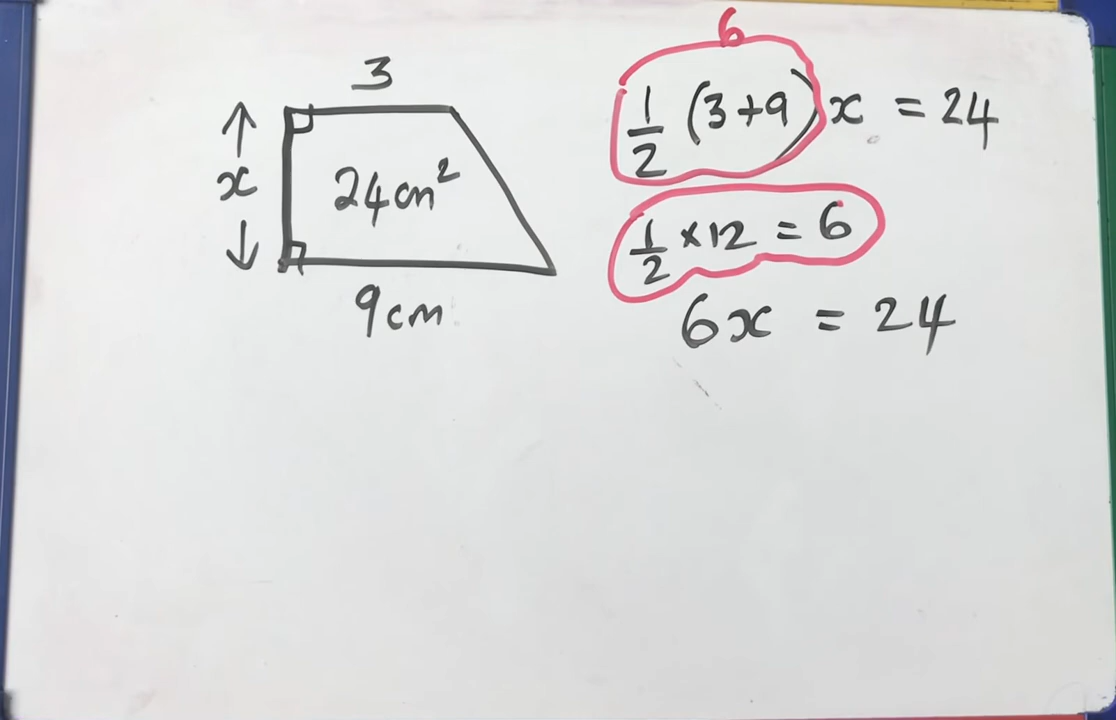 3
x
24cm²
9cm
6
1/2 (3+9) x = 24
1/2 × 12 = 6
6x = 24